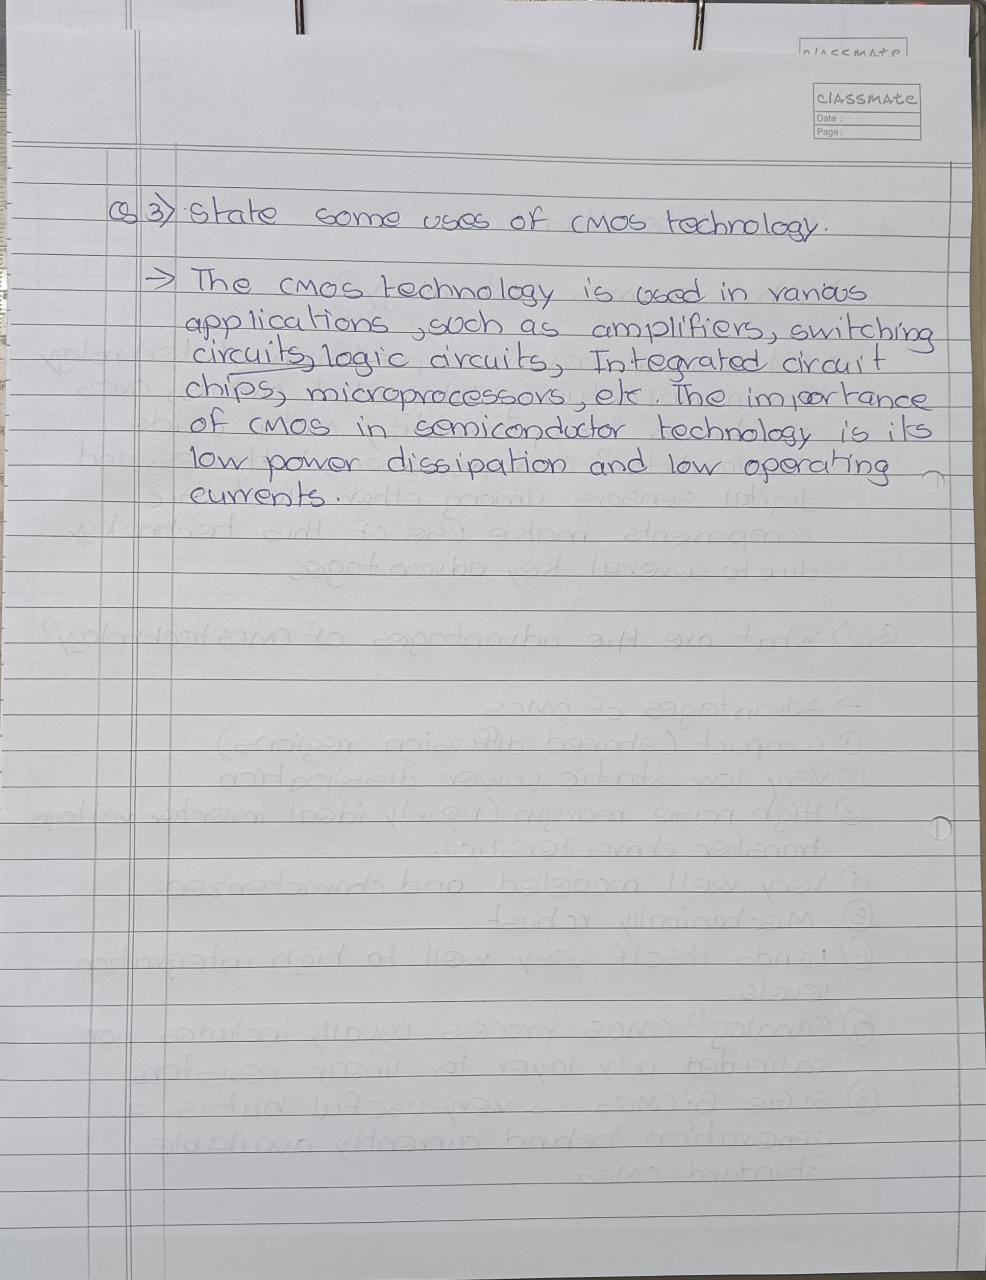 classmate
classmate
Date :
Page :
Q 3) State some uses of CMOS technology.
→ The CMOS technology is used in various
applications, such as amplifiers, switching
circuits, logic circuits, Integrated circuit
chips, microprocessors, etc. The importance
of CMOS in semiconductor technology is its
low power dissipation and low operating
currents.